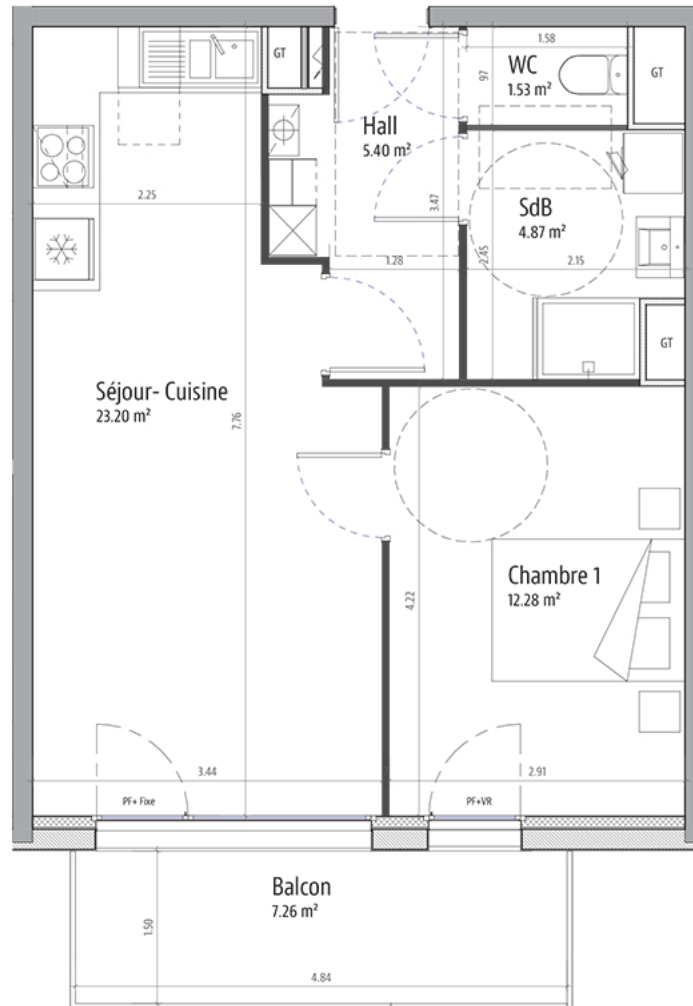 GT
1.58
WC
1.53 m²
97
GT
Hall
5.40 m²
2.25
3.47
SdB
4.87 m²
1.28
2.45
2.15
GT
Séjour- Cuisine
23.20 m²
7.76
4.22
Chambre 1
12.28 m²
3.44
2.91
PF+ Fixe
PF+VR
Balcon
7.26 m²
1.50
4.84